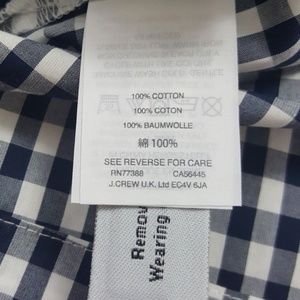 100% COTTON
100% COTON
100% BAUMWOLLE
綿 100%
SEE REVERSE FOR CARE
RN77388 CA56445
J.CREW U.K. Ltd EC4V 6JA
Remov
Wearing